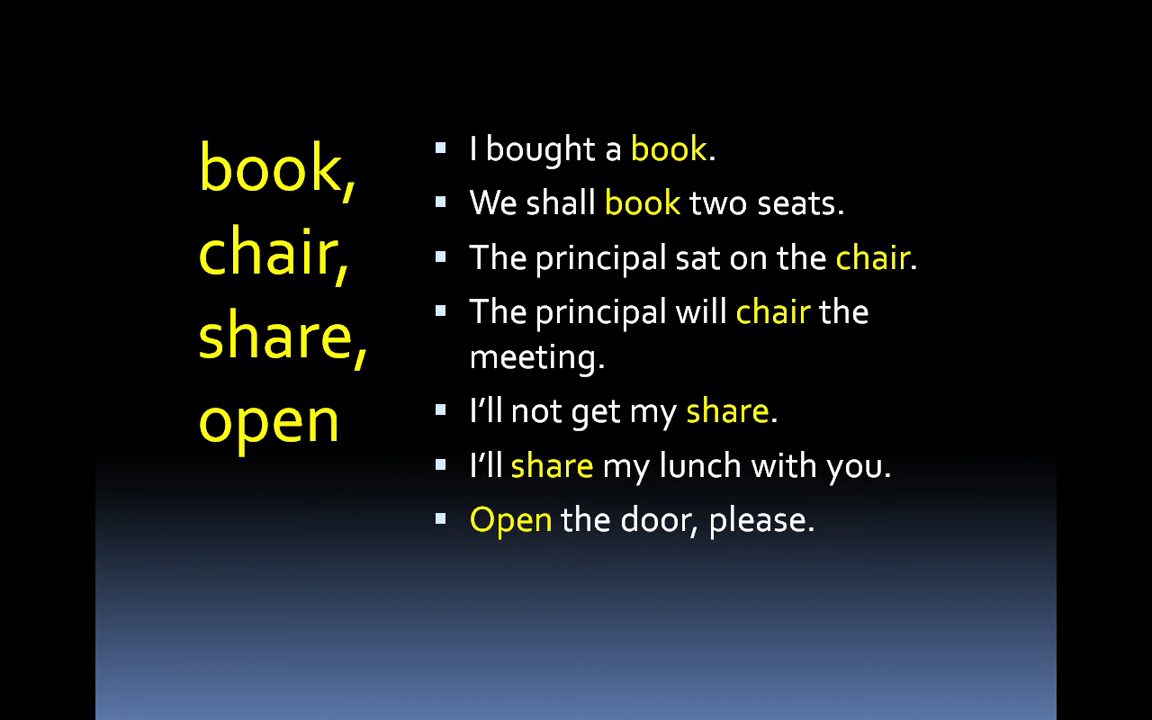 book,
chair,
share,
open
▪ I bought a book.
▪ We shall book two seats.
▪ The principal sat on the chair.
▪ The principal will chair the
meeting.
▪ I’ll not get my share.
▪ I’ll share my lunch with you.
▪ Open the door, please.